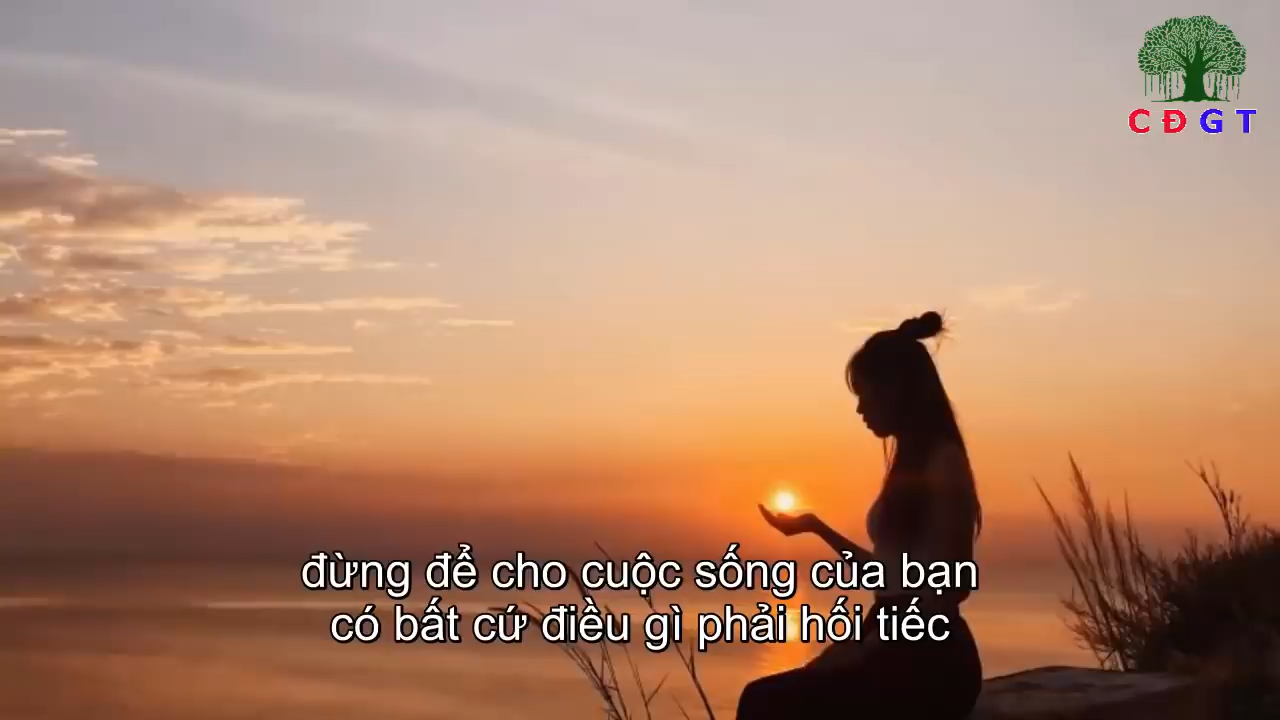 CĐGT
đừng để cho cuộc sống của bạn
có bất cứ điều gì phải hối tiếc